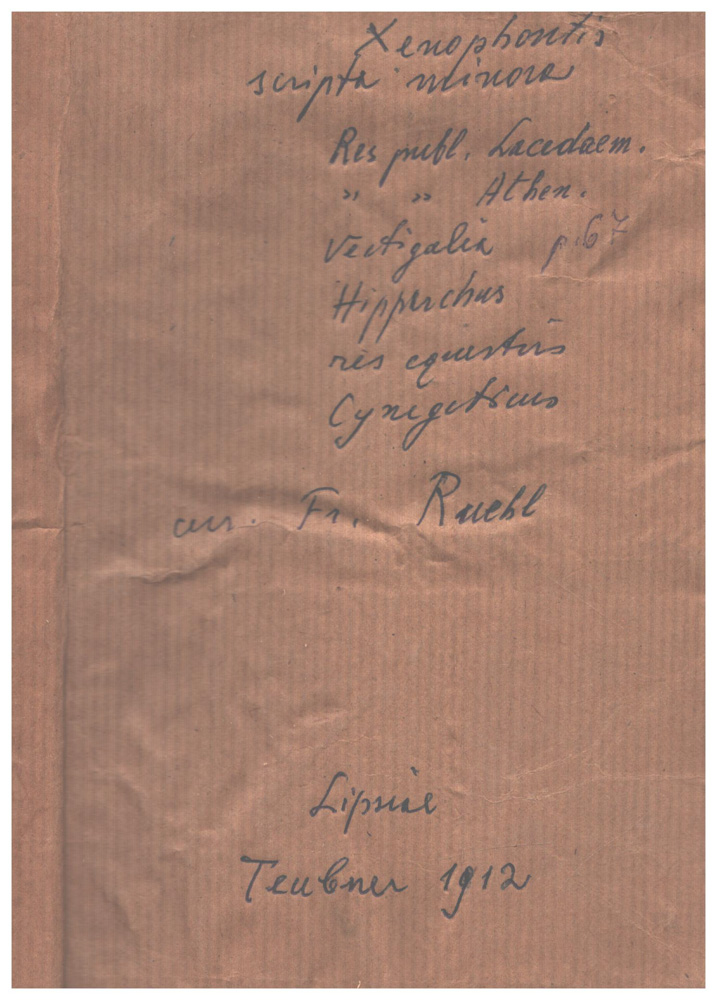 Xenophontis
scripta minora
Res publ. Lacedaem.
" " Athen.
Vectigalia p. 67
Hipparchus
res equestris
Cynegeticus
cur. Fr. Ruehl
Lipsiae
Teubner 1912